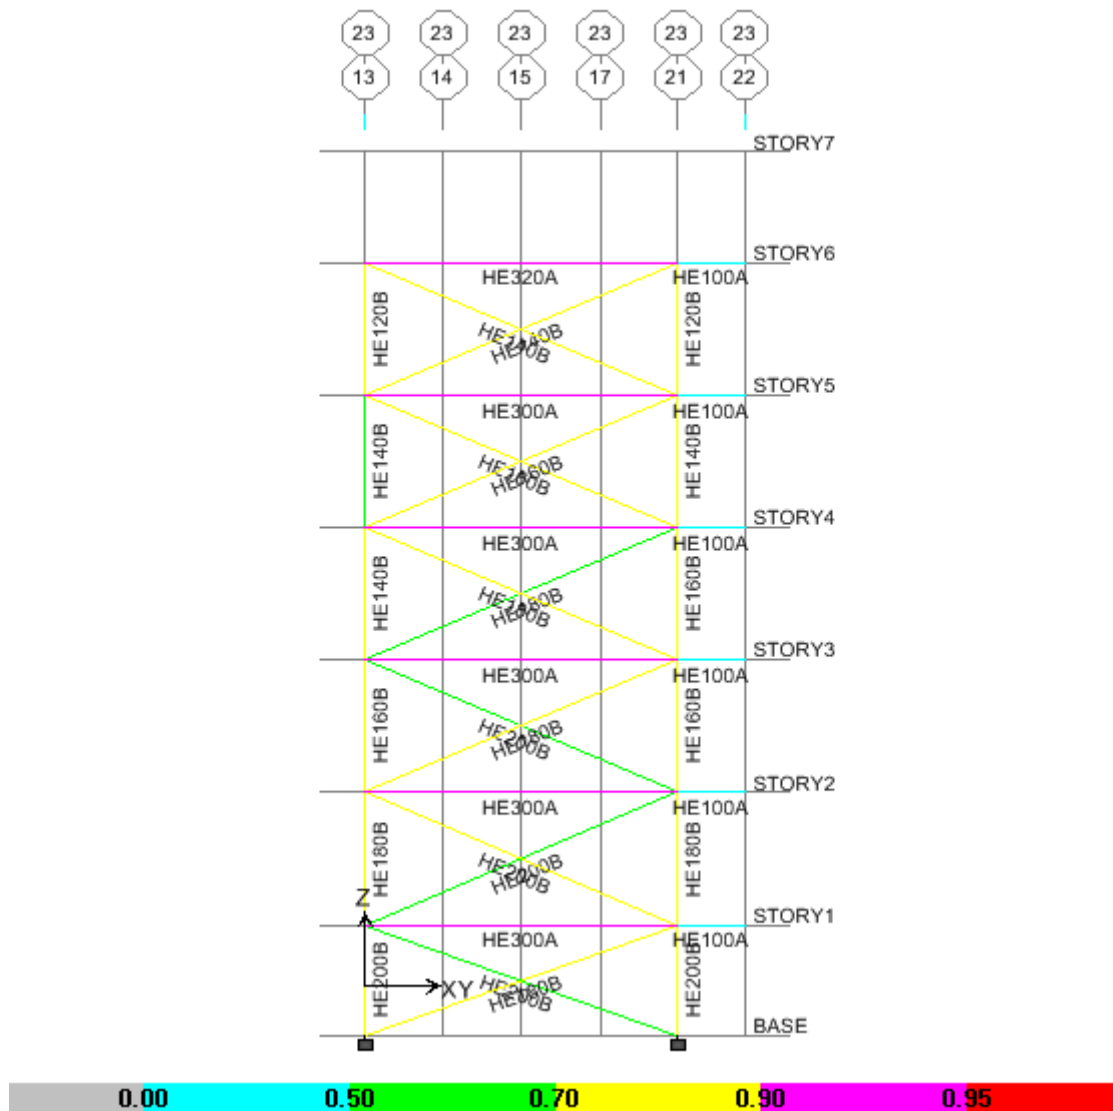 23 23 23 23 23 23
13 14 15 17 21 22
STORY7
STORY6
HE320A HE100A
HE120B HE120B
STORY5
HE300A HE100A
HE140B HE140B
STORY4
HE300A HE100A
HE140B HE160B
STORY3
HE300A HE100A
HE160B HE160B
STORY2
HE300A HE100A
HE180B HE180B
Z
STORY1
HE300A HE100A
HE200B HE200B
XY
BASE
0.00 0.50 0.70 0.90 0.95